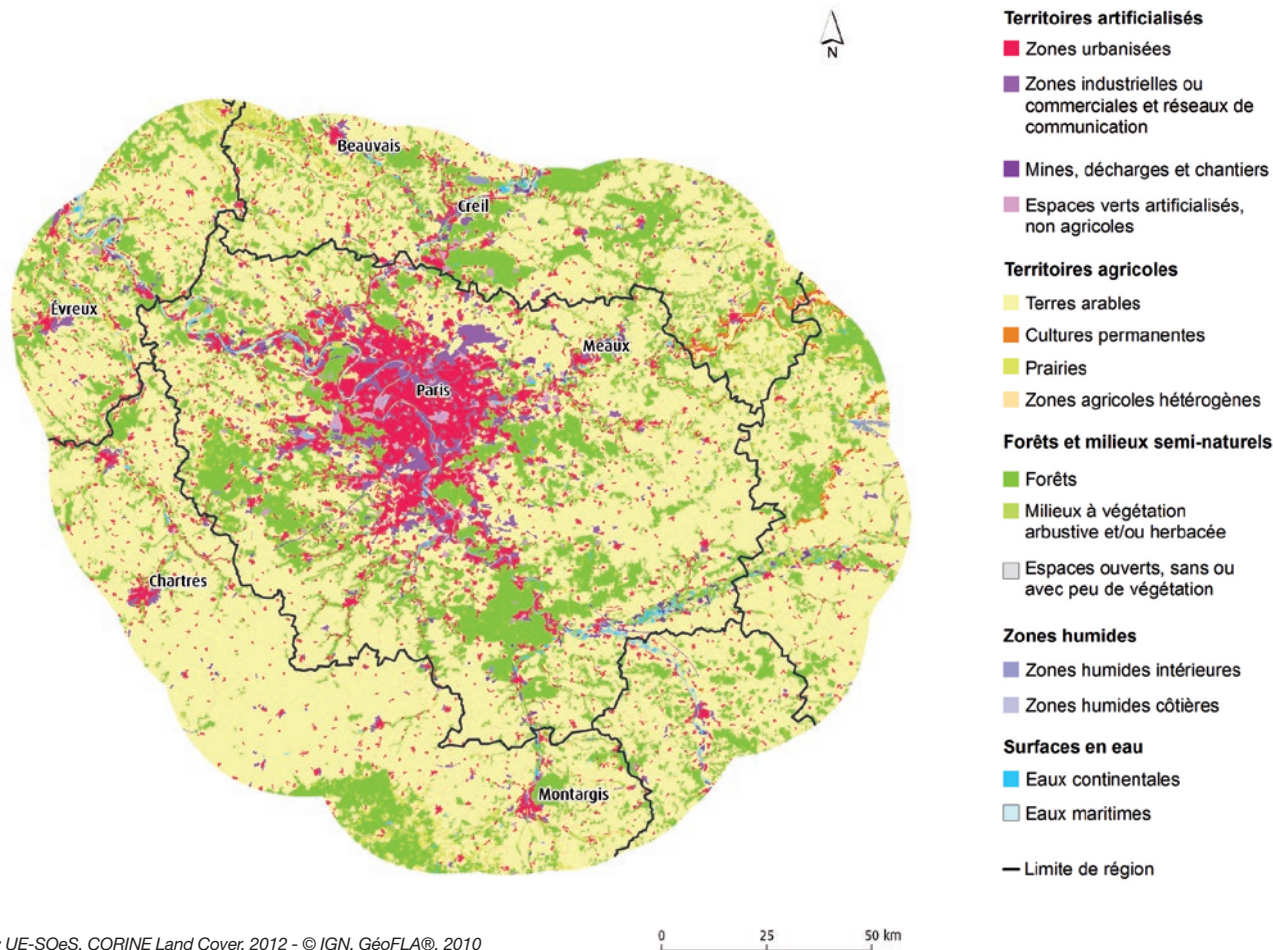 N
Beauvais
Creil
Évreux
Meaux
Paris
Chartres
Montargis
Territoires artificialisés
Zones urbanisées
Zones industrielles ou
commerciales et réseaux de
communication
Mines, décharges et chantiers
Espaces verts artificialisés,
non agricoles
Territoires agricoles
Terres arables
Cultures permanentes
Prairies
Zones agricoles hétérogènes
Forêts et milieux semi-naturels
Forêts
Milieux à végétation
arbustive et/ou herbacée
Espaces ouverts, sans ou
avec peu de végétation
Zones humides
Zones humides intérieures
Zones humides côtières
Surfaces en eau
Eaux continentales
Eaux maritimes
Limite de région
: UE-SOeS, CORINE Land Cover, 2012 - © IGN, GéoFLA®, 2010
0 25 50 km